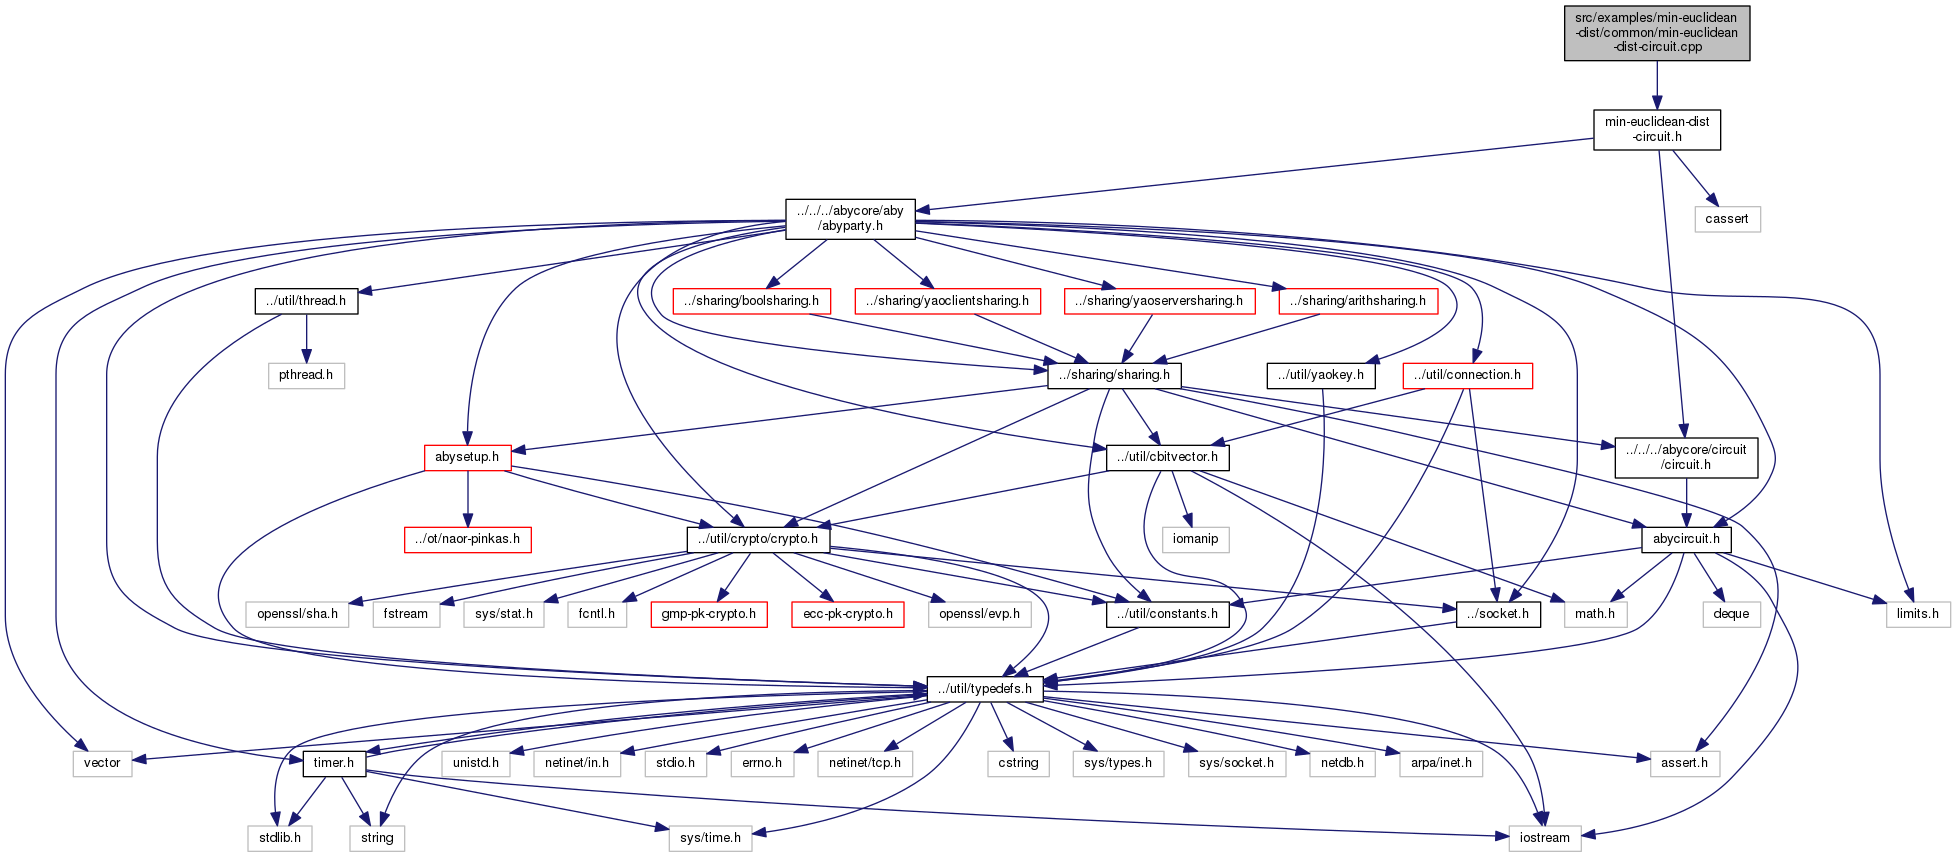 src/examples/min-euclidean
-dist/common/min-euclidean
-dist-circuit.cpp
min-euclidean-dist
-circuit.h
../../../abycore/aby
/abyparty.h
cassert
../util/thread.h
../sharing/boolsharing.h
../sharing/yaoclientsharing.h
../sharing/yaoserversharing.h
../sharing/arithsharing.h
pthread.h
../sharing/sharing.h
../util/yaokey.h
../util/connection.h
abysetup.h
../util/cbitvector.h
../../../abycore/circuit
/circuit.h
../ot/naor-pinkas.h
../util/crypto/crypto.h
iomanip
abycircuit.h
openssl/sha.h
fstream
sys/stat.h
fcntl.h
gmp-pk-crypto.h
ecc-pk-crypto.h
openssl/evp.h
../util/constants.h
../socket.h
math.h
deque
limits.h
../util/typedefs.h
vector
timer.h
unistd.h
netinet/in.h
stdio.h
errno.h
netinet/tcp.h
cstring
sys/types.h
sys/socket.h
netdb.h
arpa/inet.h
assert.h
stdlib.h
string
sys/time.h
iostream